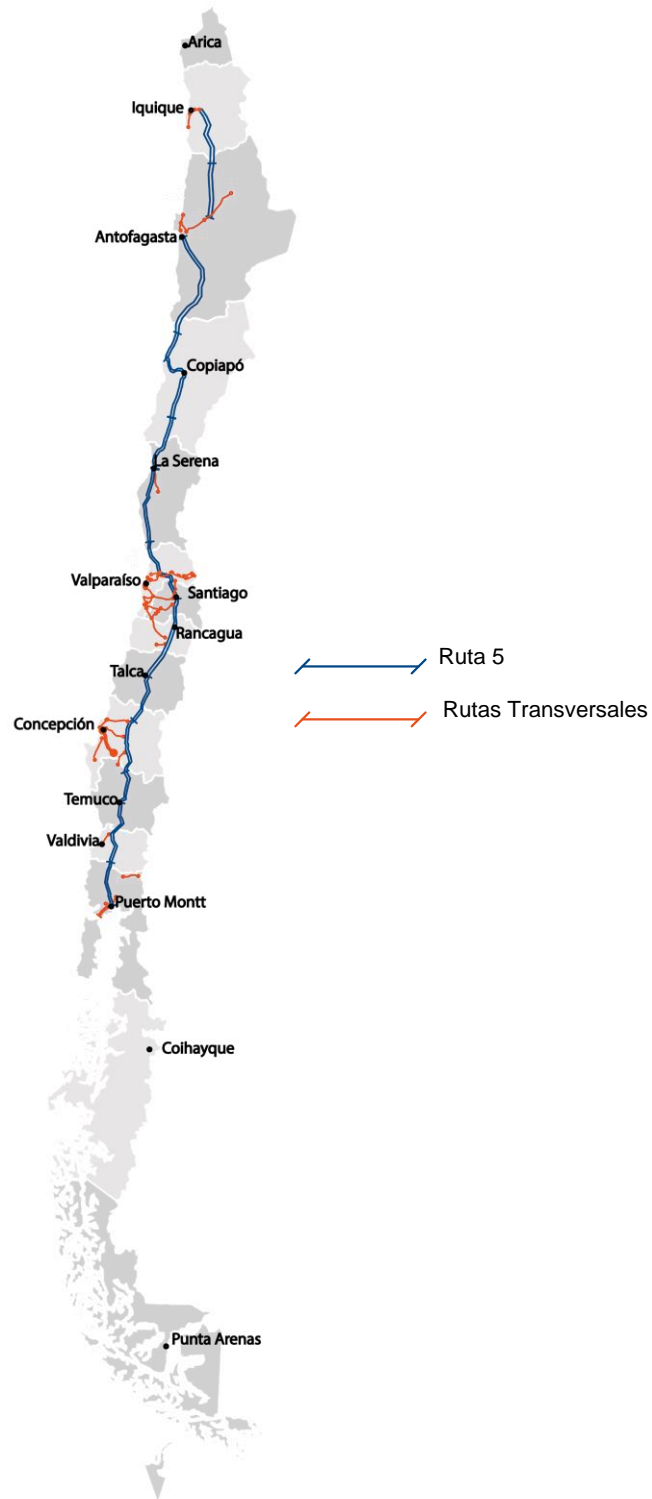 Arica
Iquique
Antofagasta
Copiapó
La Serena
Valparaíso
Santiago
Rancagua
Talca
Ruta 5
Rutas Transversales
Concepción
Temuco
Valdivia
Puerto Montt
Coihayque
Punta Arenas